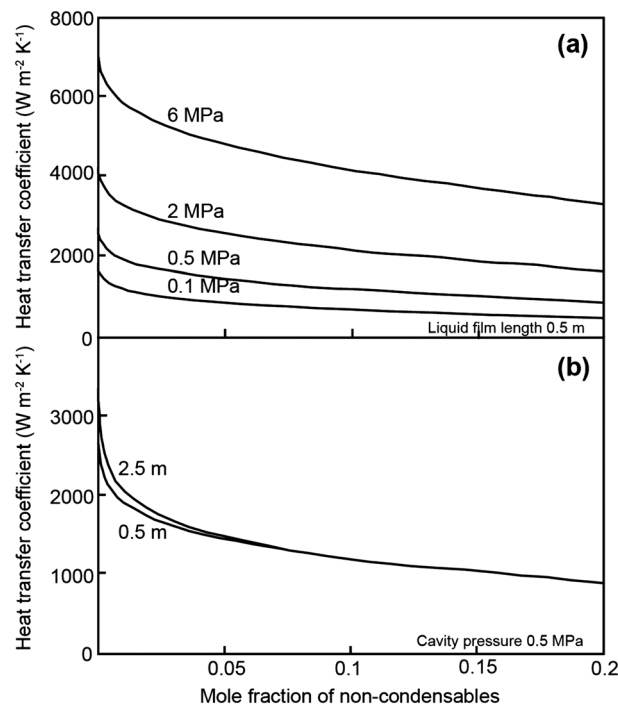 8000
(a)
6000
6 MPa
4000
2 MPa
2000
0.5 MPa
0.1 MPa
0
Liquid film length 0.5 m
Heat transfer coefficient (W m⁻² K⁻¹)
(b)
3000
2.5 m
2000
0.5 m
1000
0
Cavity pressure 0.5 MPa
Heat transfer coefficient (W m⁻² K⁻¹)
0.05
0.1
0.15
0.2
Mole fraction of non-condensables